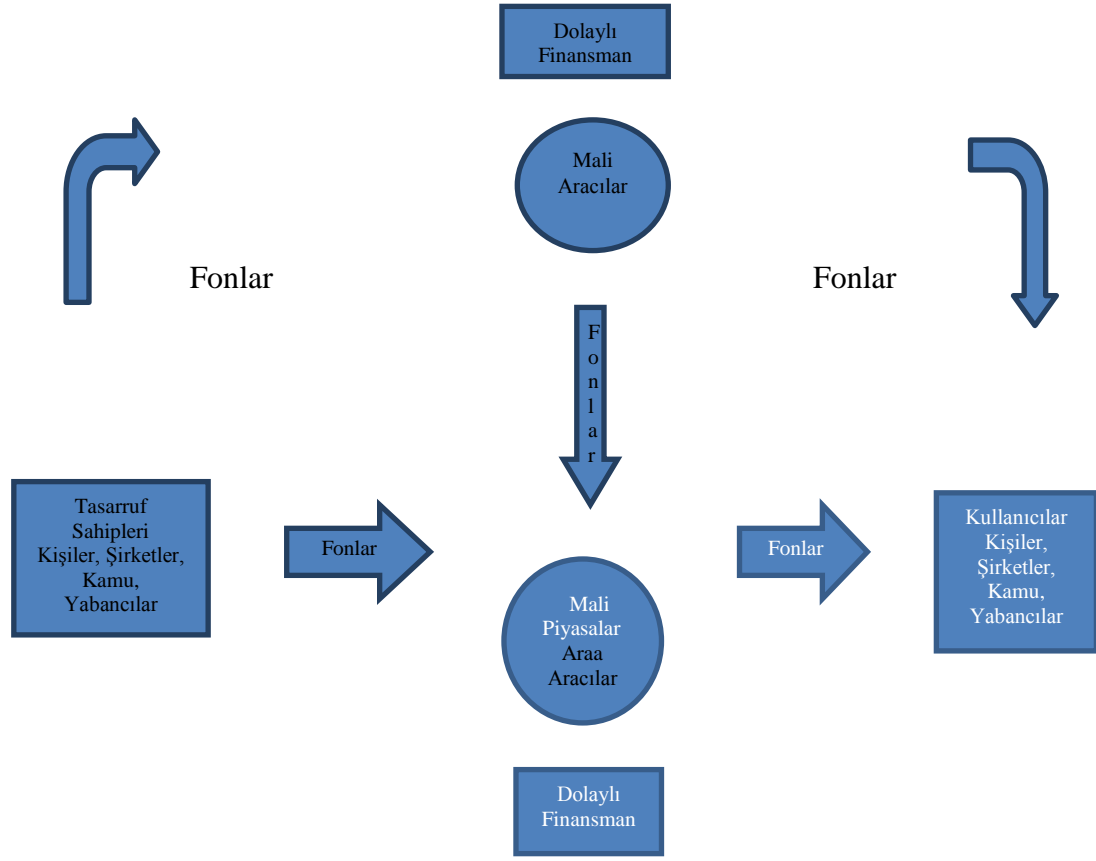 Dolaylı
Finansman
Mali
Aracılar
Fonlar
Fonlar
F
o
n
l
a
r
Tasarruf
Sahipleri
Kişiler, Şirketler,
Kamu,
Yabancılar
Fonlar
Mali
Piyasalar
Araa
Aracılar
Fonlar
Kullanıcılar
Kişiler,
Şirketler,
Kamu,
Yabancılar
Dolaylı
Finansman